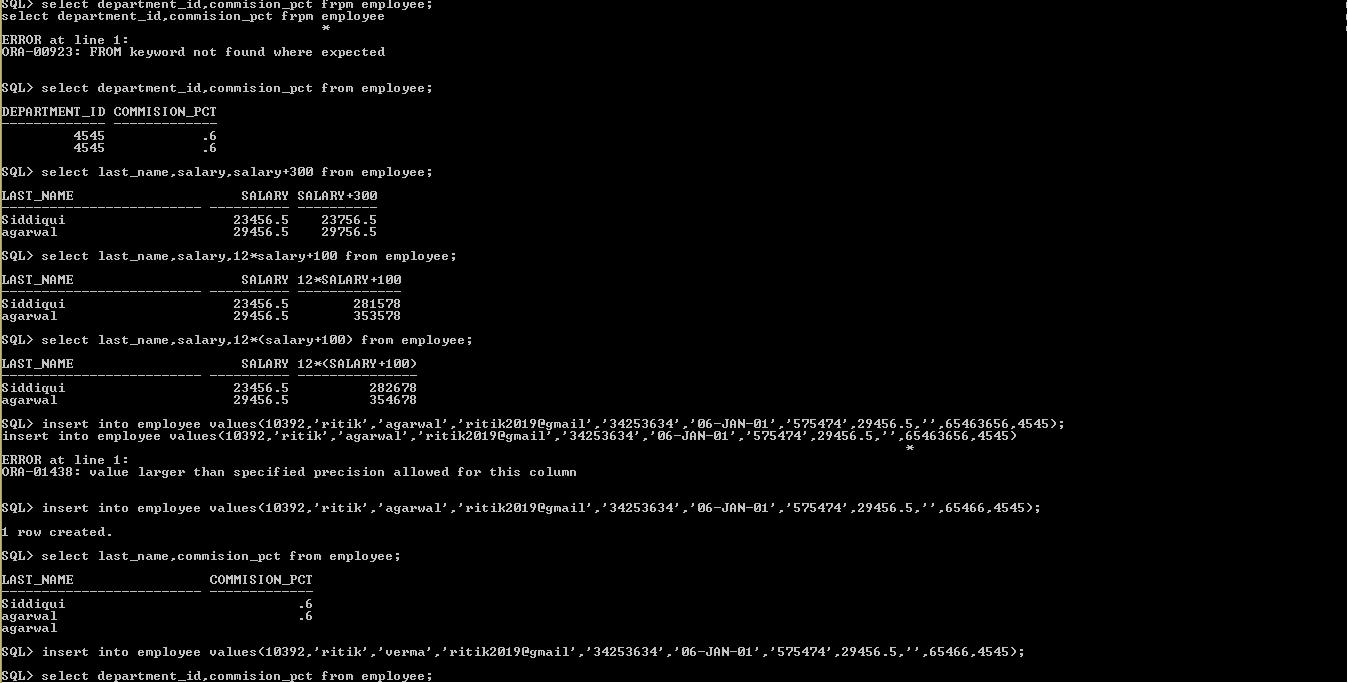 SQL> select department_id,commision_pct frpm employee;
select department_id,commision_pct frpm employee
*
ERROR at line 1:
ORA-00923: FROM keyword not found where expected
SQL> select department_id,commision_pct from employee;
DEPARTMENT_ID COMMISION_PCT
------------- -------------
4545 .6
4545 .6
SQL> select last_name,salary,salary+300 from employee;
LAST_NAME SALARY SALARY+300
------------------------- ---------- ----------
Siddiqui 23456.5 23756.5
agarwal 29456.5 29756.5
SQL> select last_name,salary,12*salary+100 from employee;
LAST_NAME SALARY 12*SALARY+100
------------------------- ---------- -------------
Siddiqui 23456.5 281578
agarwal 29456.5 353578
SQL> select last_name,salary,12*(salary+100) from employee;
LAST_NAME SALARY 12*(SALARY+100)
------------------------- ---------- ---------------
Siddiqui 23456.5 282678
agarwal 29456.5 354678
SQL> insert into employee values(10392,'ritik','agarwal','ritik2019@gmail','34253634','06-JAN-01','575474',29456.5,'',65463656,4545);
insert into employee values(10392,'ritik','agarwal','ritik2019@gmail','34253634','06-JAN-01','575474',29456.5,'',65463656,4545)
*
ERROR at line 1:
ORA-01438: value larger than specified precision allowed for this column
SQL> insert into employee values(10392,'ritik','agarwal','ritik2019@gmail','34253634','06-JAN-01','575474',29456.5,'',65466,4545);
1 row created.
SQL> select last_name,commision_pct from employee;
LAST_NAME COMMISION_PCT
------------------------- -------------
Siddiqui .6
agarwal .6
agarwal
SQL> insert into employee values(10392,'ritik','verma','ritik2019@gmail','34253634','06-JAN-01','575474',29456.5,'',65466,4545);
SQL> select department_id,commision_pct from employee;